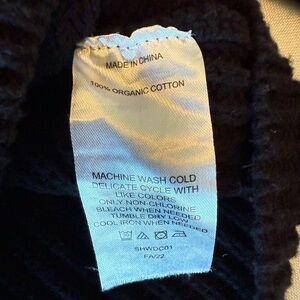 MADE IN CHINA
100% ORGANIC COTTON
MACHINE WASH COLD
DELICATE CYCLE WITH
LIKE COLORS
ONLY NON-CHLORINE
BLEACH WHEN NEEDED
TUMBLE DRY LOW
COOL IRON WHEN NEEDED
SHWDC01
FA/22